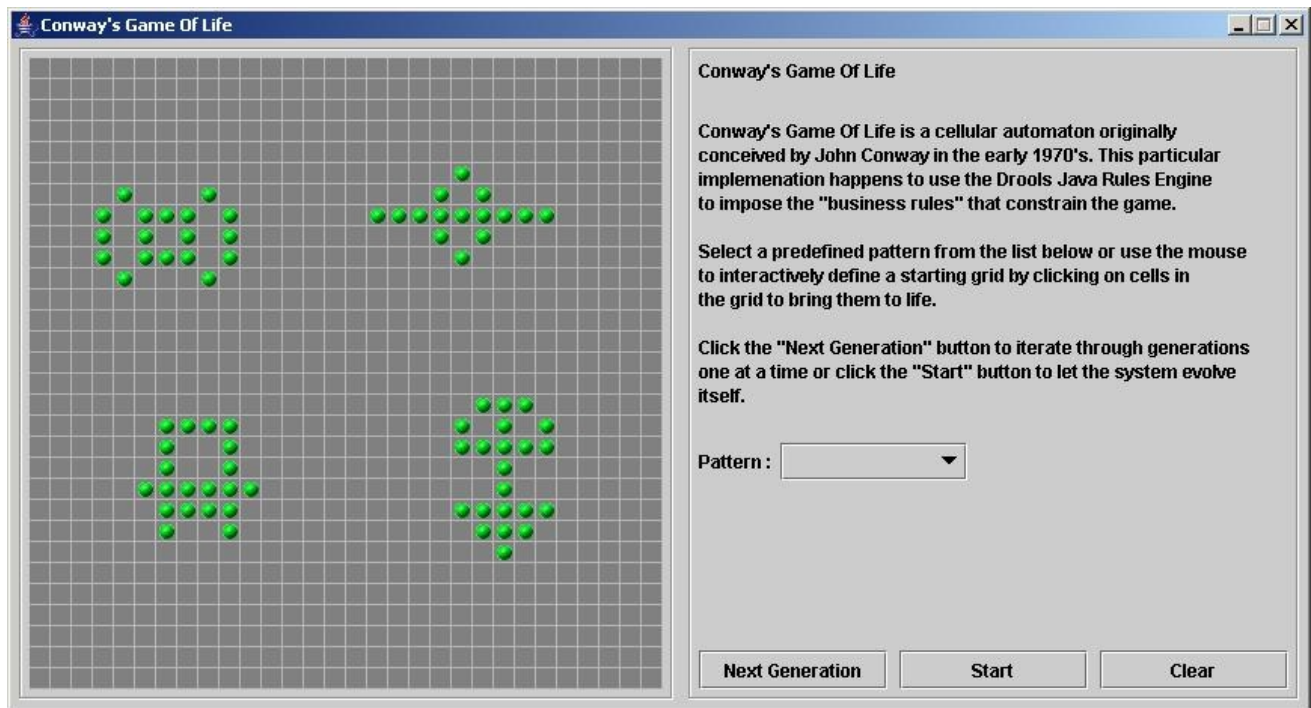 Conway's Game Of Life
Conway's Game Of Life
Conway's Game Of Life is a cellular automaton originally
conceived by John Conway in the early 1970's. This particular
implemenation happens to use the Drools Java Rules Engine
to impose the "business rules" that constrain the game.
Select a predefined pattern from the list below or use the mouse
to interactively define a starting grid by clicking on cells in
the grid to bring them to life.
Click the "Next Generation" button to iterate through generations
one at a time or click the "Start" button to let the system evolve
itself.
Pattern :
Next Generation Start Clear